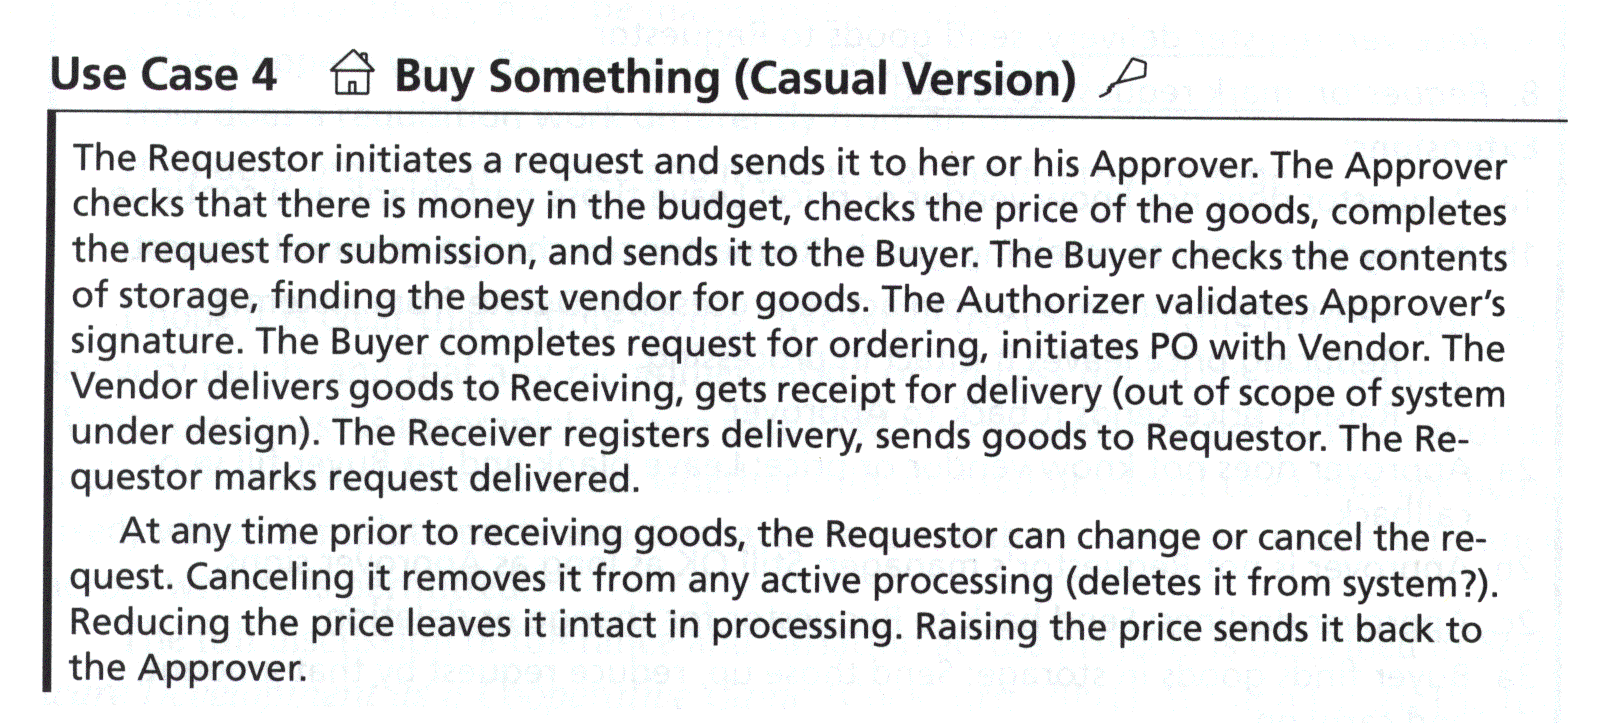 Use Case 4 Buy Something (Casual Version)
The Requestor initiates a request and sends it to her or his Approver. The Approver
checks that there is money in the budget, checks the price of the goods, completes
the request for submission, and sends it to the Buyer. The Buyer checks the contents
of storage, finding the best vendor for goods. The Authorizer validates Approver's
signature. The Buyer completes request for ordering, initiates PO with Vendor. The
Vendor delivers goods to Receiving, gets receipt for delivery (out of scope of system
under design). The Receiver registers delivery, sends goods to Requestor. The Re-
questor marks request delivered.
At any time prior to receiving goods, the Requestor can change or cancel the re-
quest. Canceling it removes it from any active processing (deletes it from system?).
Reducing the price leaves it intact in processing. Raising the price sends it back to
the Approver.